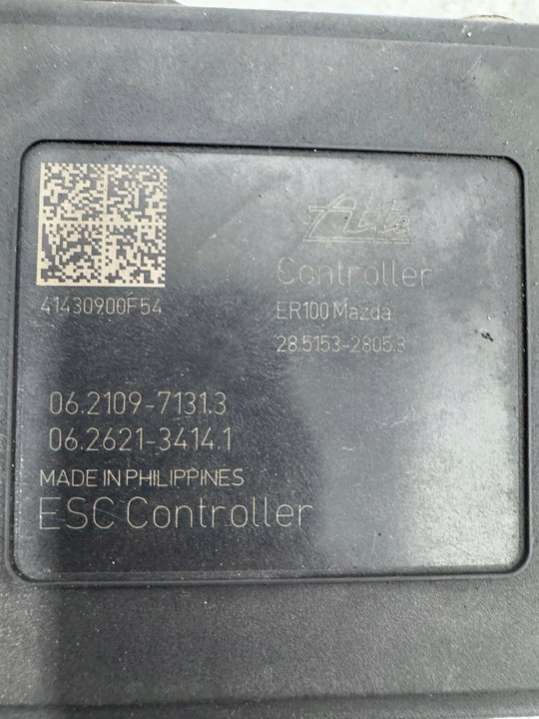 Ate
Controller
41430900F54
ER100 Mazda
28.5153-2805.3
06.2109-7131.3
06.2621-3414.1
MADE IN PHILIPPINES
ESC Controller